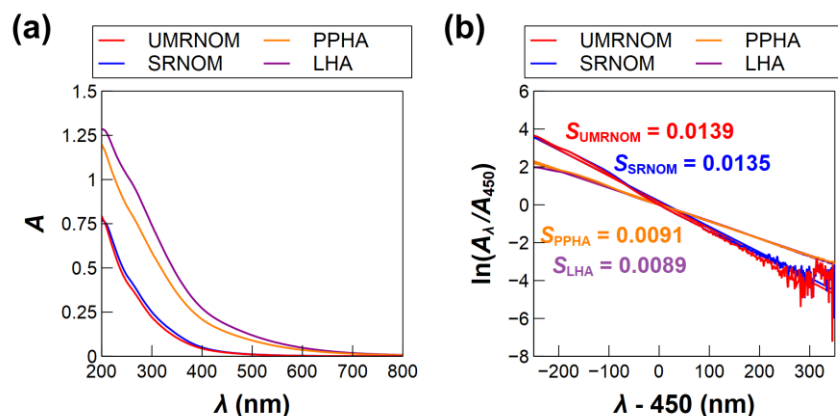 (a)
UMRNOM PPHA
SRNOM LHA
1.5
1.25
1
0.75
0.5
0.25
0
A
200 300 400 500 600 700 800
λ (nm)
(b)
UMRNOM PPHA
SRNOM LHA
6
4
2
0
−2
−4
−6
−8
ln(Aλ/A450)
SUMRNOM = 0.0139
SSRNOM = 0.0135
SPPHA = 0.0091
SLHA = 0.0089
−200 −100 0 100 200 300
λ - 450 (nm)